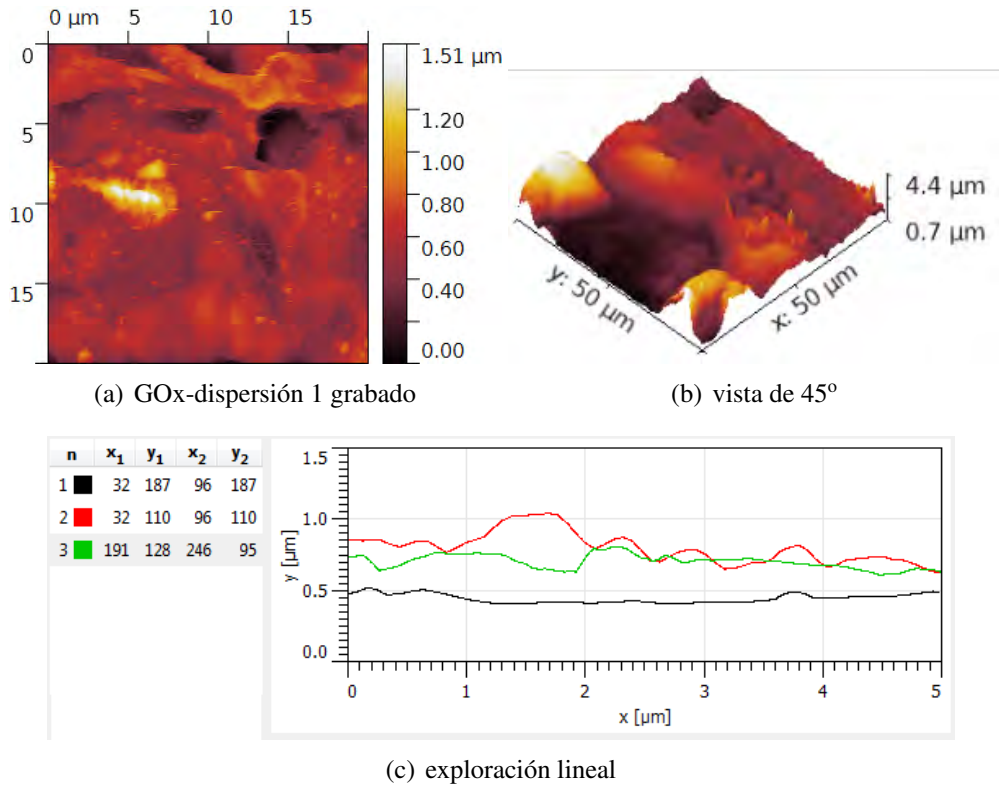 0 µm 5 10 15
0
5
10
15
1.51 µm
1.20
1.00
0.80
0.60
0.40
0.00
4.4 µm
0.7 µm
y: 50 µm
x: 50 µm
(a) GOx-dispersión 1 grabado
(b) vista de 45º
n x1 y1 x2 y2
1 32 187 96 187
2 32 110 96 110
3 191 128 246 95
1.5
1.0
0.5
0.0
y [µm]
0 1 2 3 4 5
x [µm]
(c) exploración lineal